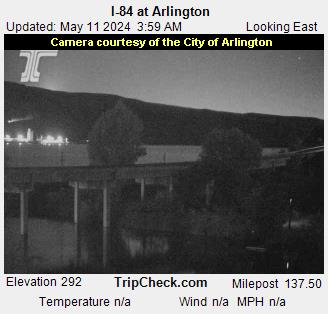 I-84 at Arlington
Updated: May 11 2024 3:59 AM Looking East
Camera courtesy of the City of Arlington
Elevation 292 TripCheck.com Milepost 137.50
Temperature n/a Wind n/a MPH n/a